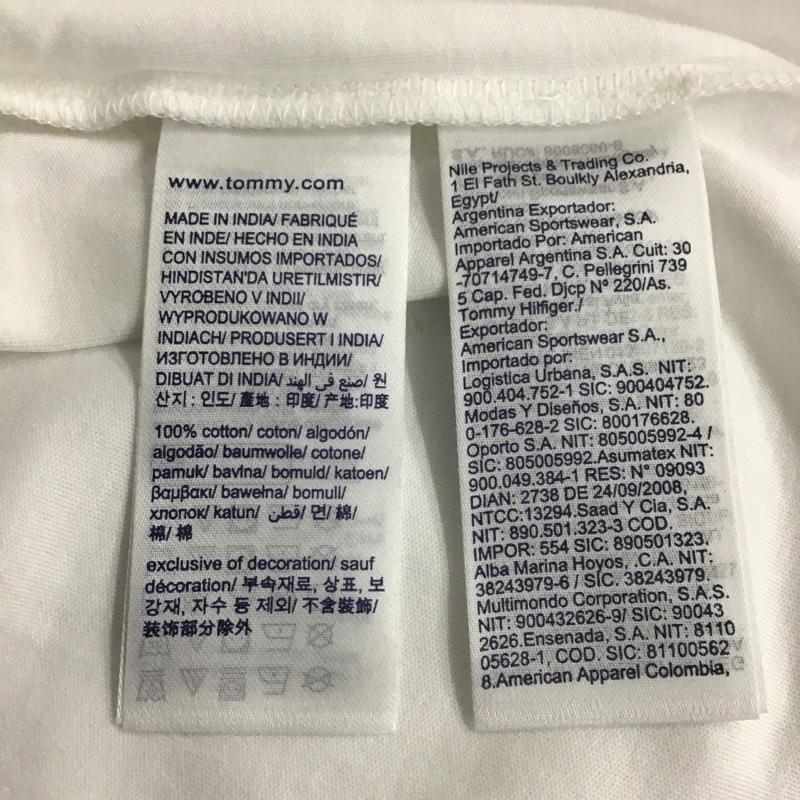 www.tommy.com
MADE IN INDIA/ FABRIQUÉ
EN INDE/ HECHO EN INDIA
CON INSUMOS IMPORTADOS/
HINDISTAN'DA URETILMISTIR/
VYROBENO V INDII/
WYPRODUKOWANO W
INDIACH/ PRODUSERT I INDIA/
ИЗГОТОВЛЕНО В ИНДИИ/
DIBUAT DI INDIA/ صنع في الهند/ 원
산지 : 인도/ 產地 : 印度/ 产地:印度
100% cotton/ coton/ algodón/
algodão/ baumwolle/ cotone/
pamuk/ bavlna/ bomuld/ katoen/
βαμβακι/ bawełna/ bomull/
хлопок/ katun/ قطن/ 면/ 綿/
棉/ 棉
exclusive of decoration/ sauf
décoration/ 부속재료, 상표, 보
강재, 자수 등 제외/ 不含裝飾/
装饰部分除外
Nile Projects & Trading Co.
1 El Fath St. Boulkly Alexandria,
Egypt/
Argentina Exportador:
American Sportswear, S.A.
Importado Por: American
Apparel Argentina S.A. Cuit: 30
-70714749-7, C. Pellegrini 739
5 Cap. Fed. Djcp Nº 220/As.
Tommy Hilfiger./
Exportador:
American Sportswear S.A.,
Importado por:
Logistica Urbana, S.A.S. NIT:
900.404.752-1 SIC: 900404752.
Modas Y Diseños, S.A. NIT: 80
0-176-628-2 SIC: 800176628.
Oporto S.A. NIT: 805005992-4 /
SIC: 805005992.Asumatex NIT:
900.049.384-1 RES: N° 09093
DIAN: 2738 DE 24/09/2008,
NTCC:13294.Saad Y Cia, S.A.
NIT: 890.501.323-3 COD.
IMPOR: 554 SIC: 890501323.
Alba Marina Hoyos, .C.A. NIT:
38243979-6 / SIC. 38243979.
Multimondo Corporation, S.A.S.
NIT: 900432626-9/ SIC: 90043
2626.Ensenada, S.A. NIT: 8110
05628-1, COD. SIC: 81100562
8.American Apparel Colombia,